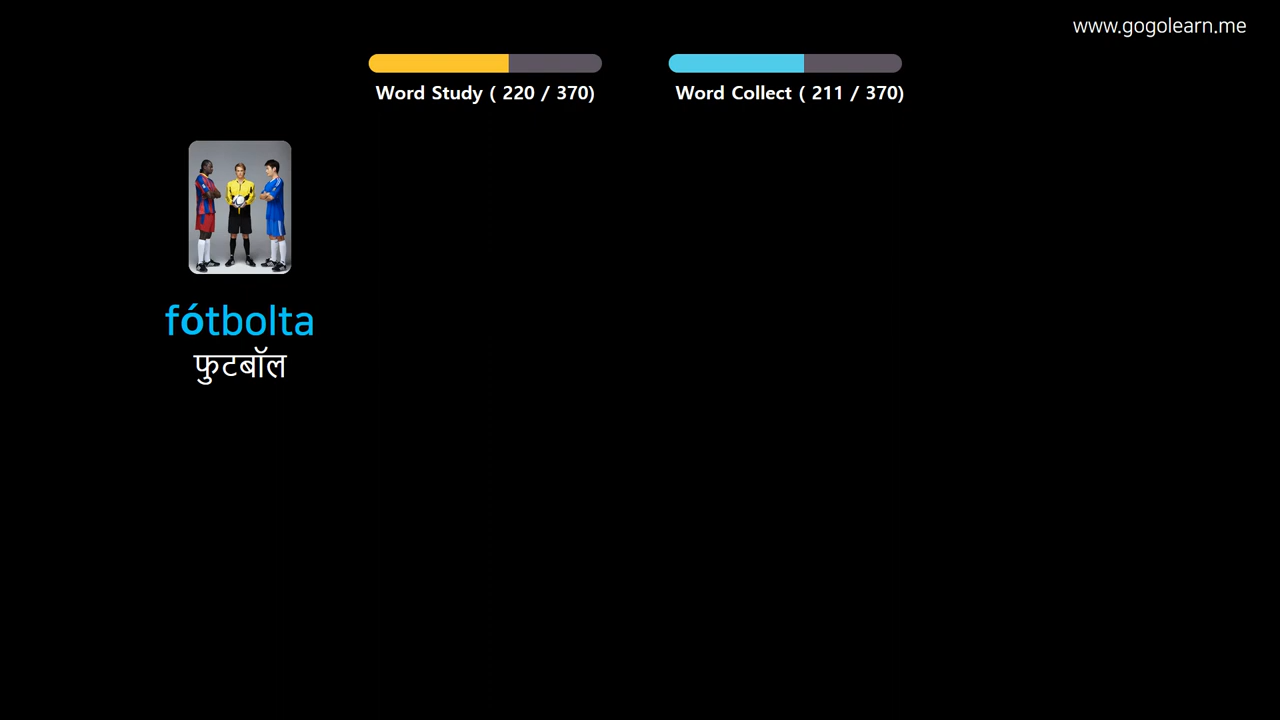 www.gogolearn.me
Word Study ( 220 / 370)
Word Collect ( 211 / 370)
fótbolta
फुटबॉल